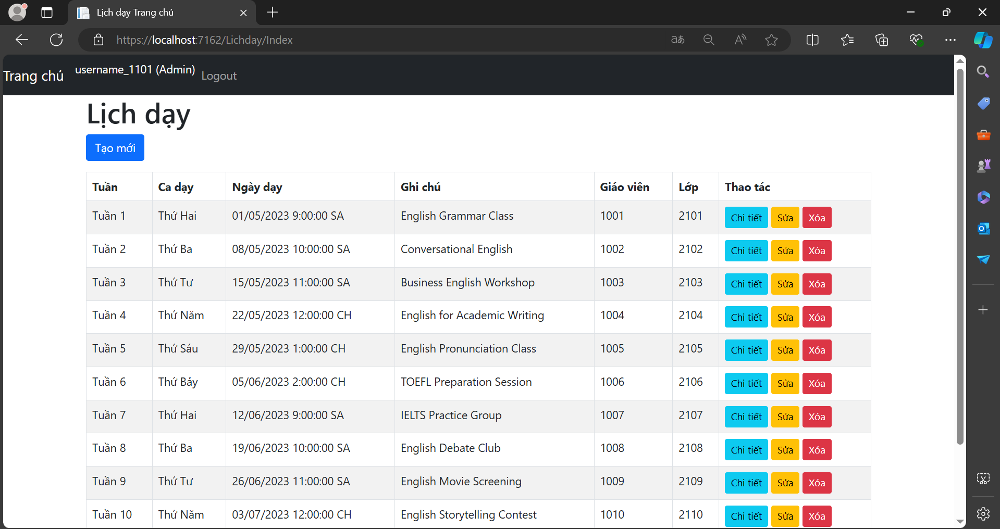 Lịch dạy Trang chủ
https://localhost:7162/Lichday/Index
Trang chủ username_1101 (Admin) Logout
Lịch dạy
Tạo mới
Tuần Ca dạy Ngày dạy Ghi chú Giáo viên Lớp Thao tác
Tuần 1 Thứ Hai 01/05/2023 9:00:00 SA English Grammar Class 1001 2101 Chi tiết Sửa Xóa
Tuần 2 Thứ Ba 08/05/2023 10:00:00 SA Conversational English 1002 2102 Chi tiết Sửa Xóa
Tuần 3 Thứ Tư 15/05/2023 11:00:00 SA Business English Workshop 1003 2103 Chi tiết Sửa Xóa
Tuần 4 Thứ Năm 22/05/2023 12:00:00 CH English for Academic Writing 1004 2104 Chi tiết Sửa Xóa
Tuần 5 Thứ Sáu 29/05/2023 1:00:00 CH English Pronunciation Class 1005 2105 Chi tiết Sửa Xóa
Tuần 6 Thứ Bảy 05/06/2023 2:00:00 CH TOEFL Preparation Session 1006 2106 Chi tiết Sửa Xóa
Tuần 7 Thứ Hai 12/06/2023 9:00:00 SA IELTS Practice Group 1007 2107 Chi tiết Sửa Xóa
Tuần 8 Thứ Ba 19/06/2023 10:00:00 SA English Debate Club 1008 2108 Chi tiết Sửa Xóa
Tuần 9 Thứ Tư 26/06/2023 11:00:00 SA English Movie Screening 1009 2109 Chi tiết Sửa Xóa
Tuần 10 Thứ Năm 03/07/2023 12:00:00 CH English Storytelling Contest 1010 2110 Chi tiết Sửa Xóa